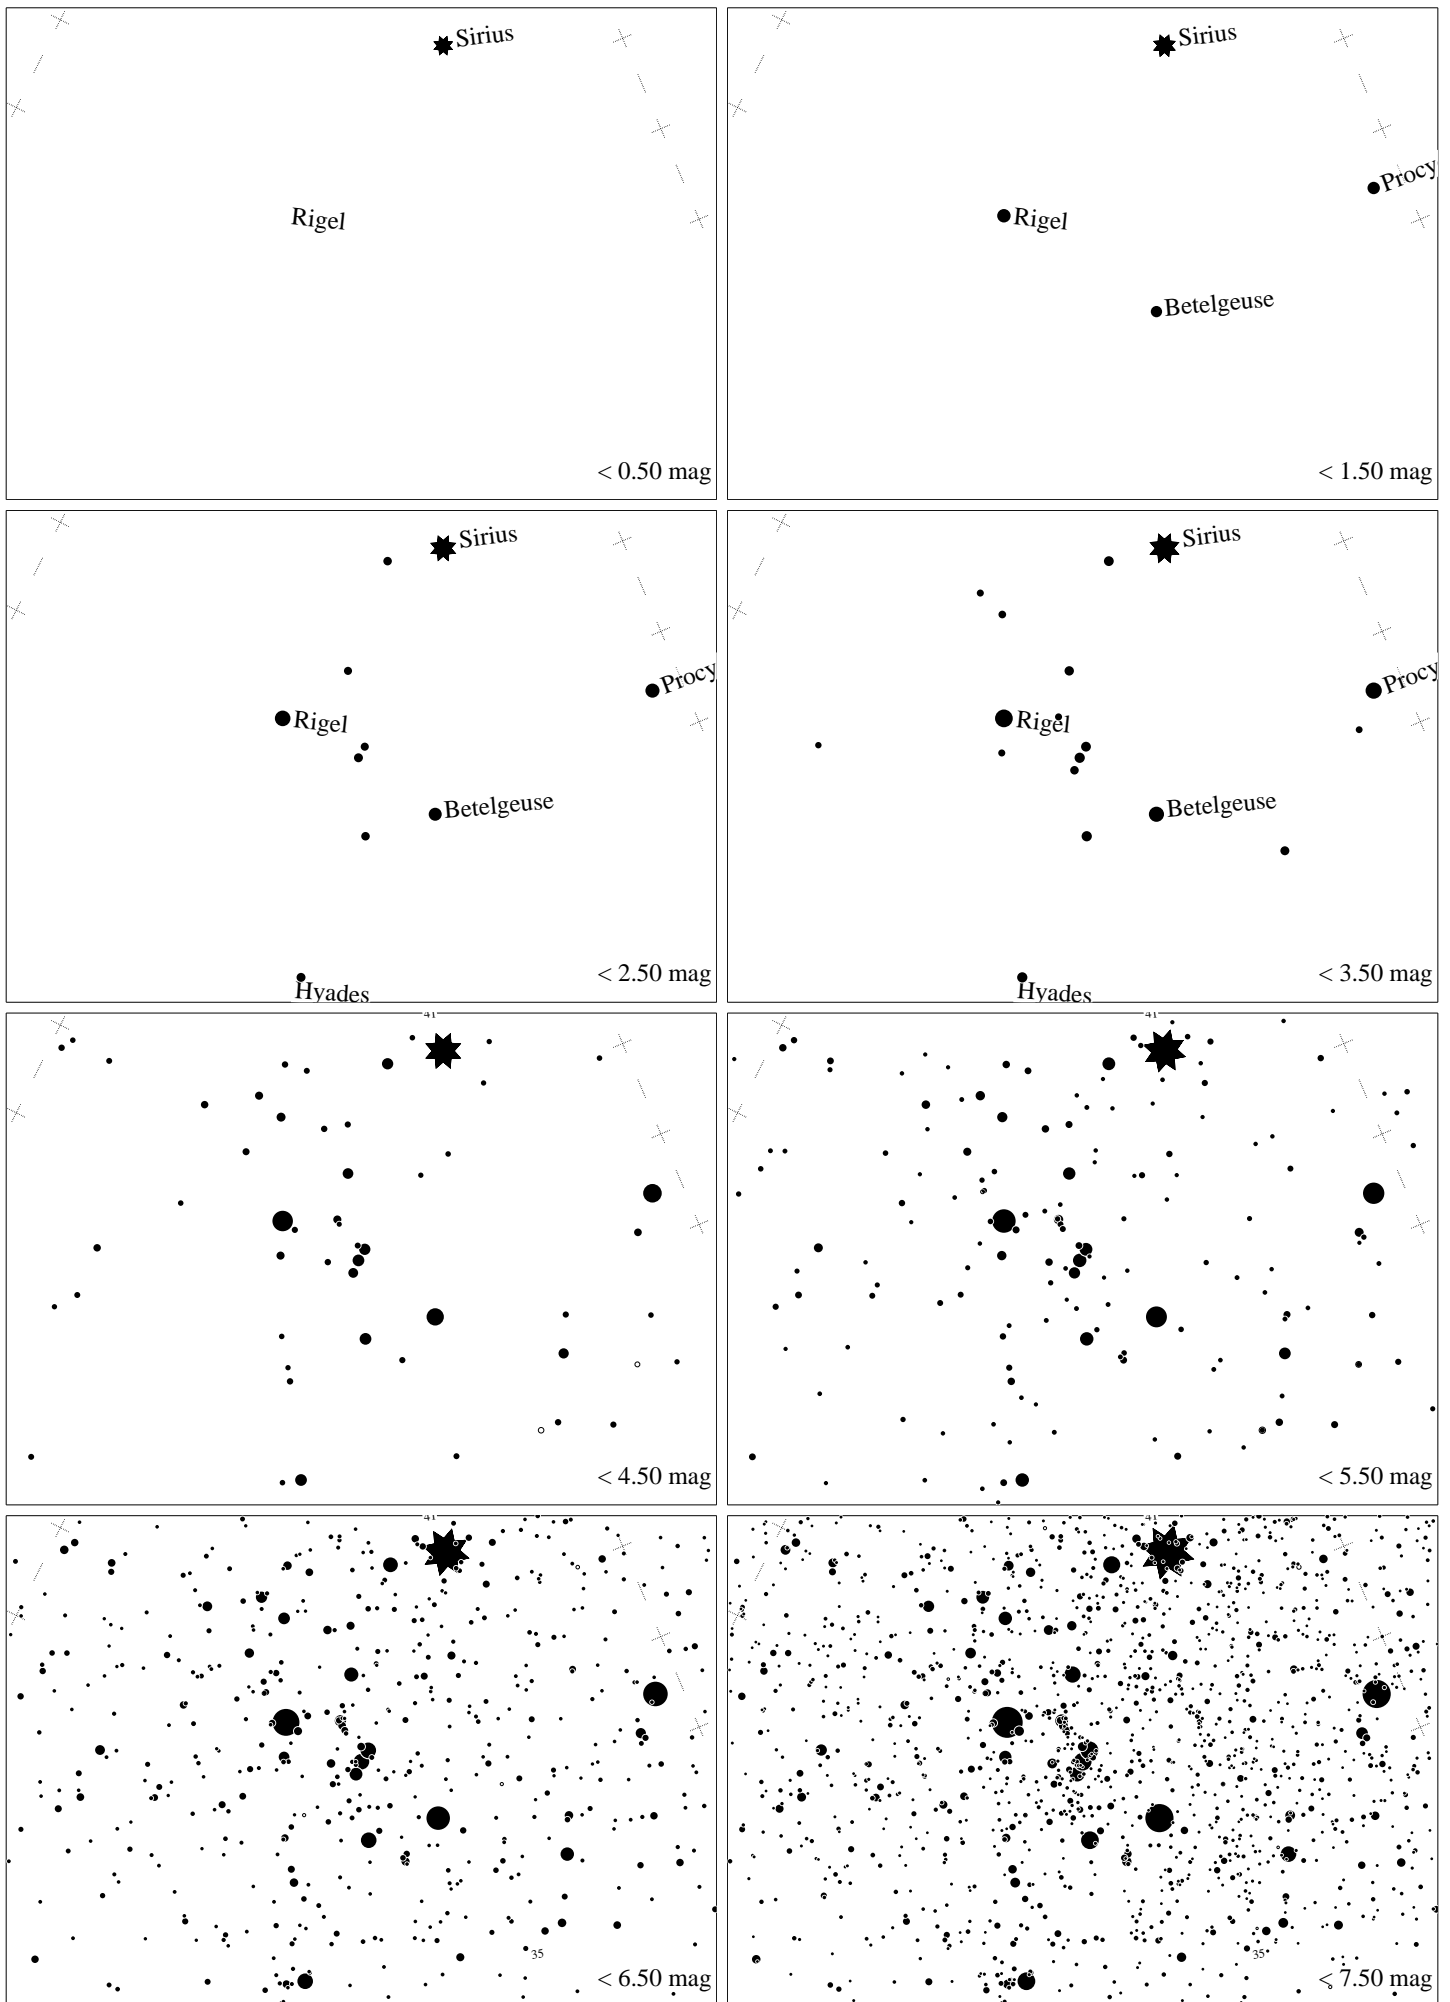 Sirius
Rigel
< 0.50 mag
Sirius
Procy
Rigel
Betelgeuse
< 1.50 mag
Sirius
Procy
Rigel
Betelgeuse
Hyades
< 2.50 mag
Sirius
Procy
Rigel
Betelgeuse
Hyades
< 3.50 mag
41
< 4.50 mag
41
< 5.50 mag
41
35
< 6.50 mag
41
35
< 7.50 mag